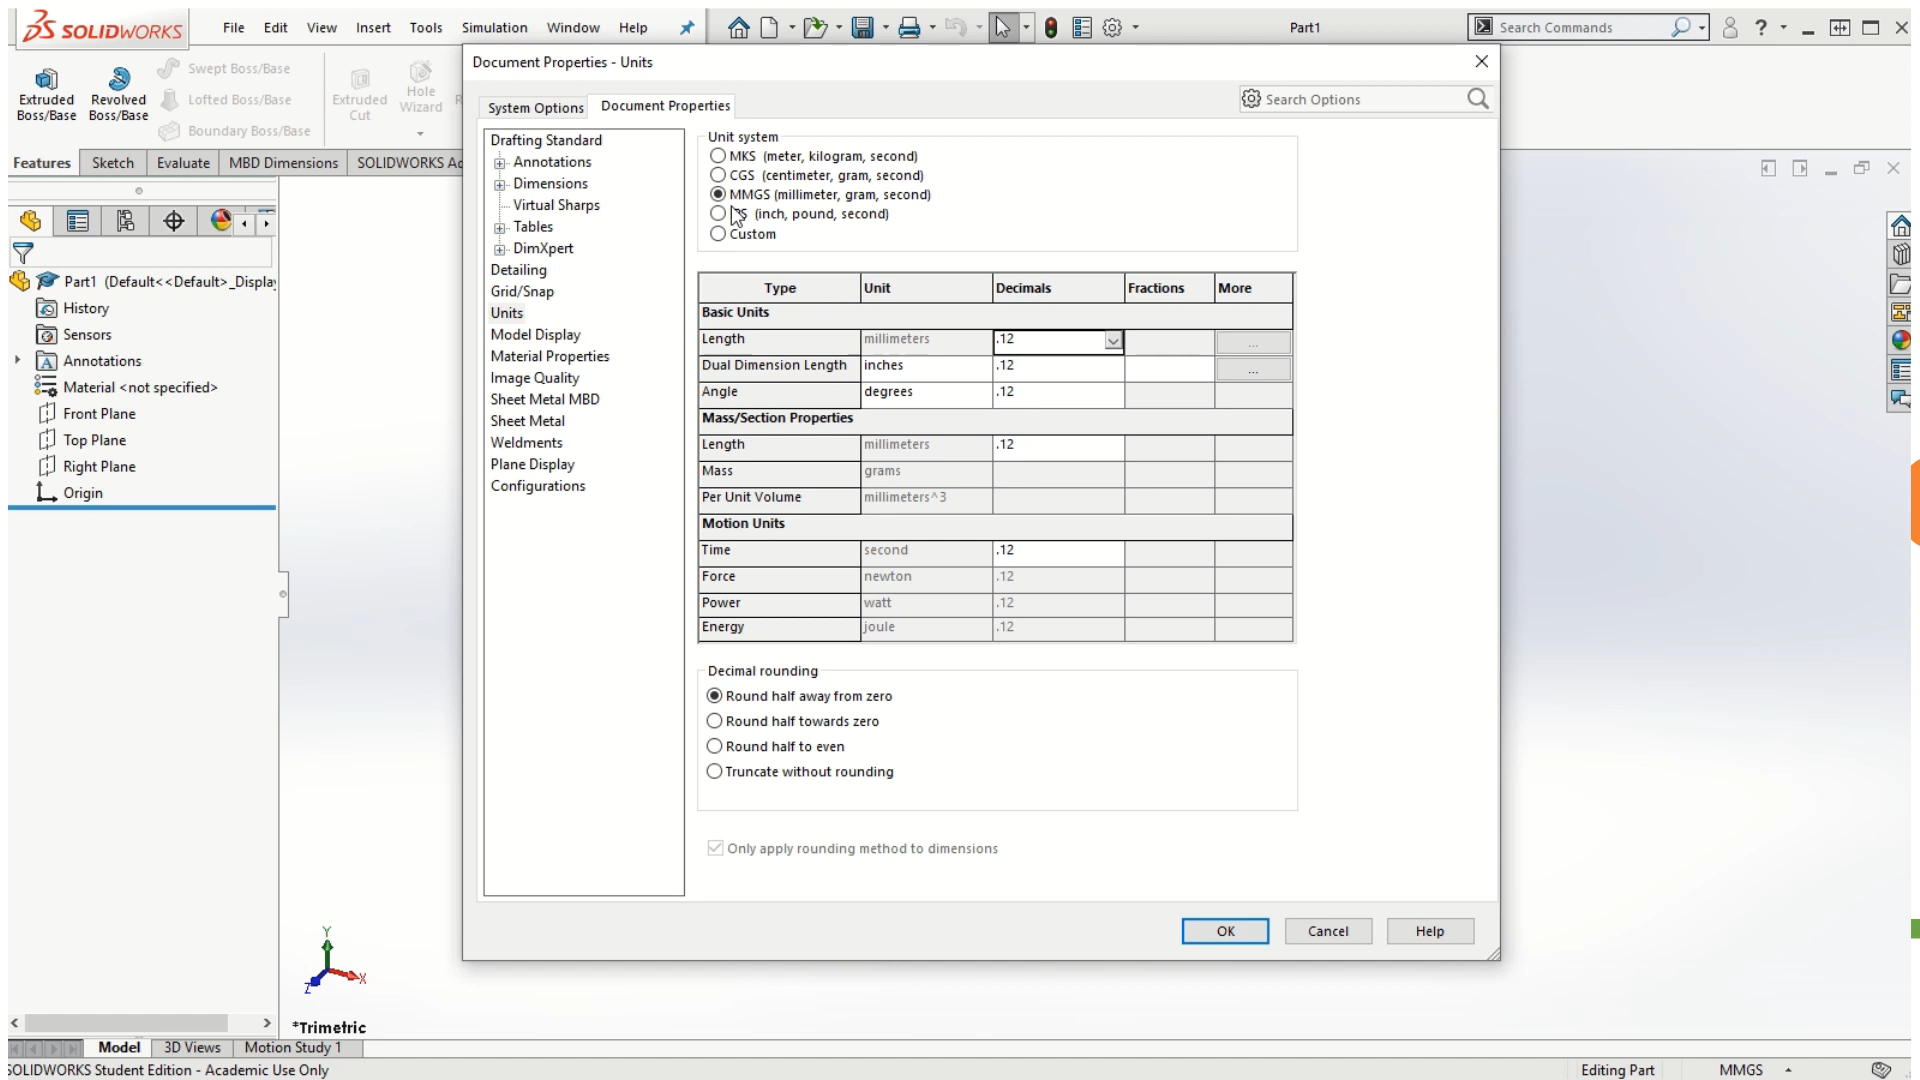 SOLIDWORKS File Edit View Insert Tools Simulation Window Help Part1 Search Commands ?
Document Properties - Units
Extruded Boss/Base
Revolved Boss/Base
Swept Boss/Base
Lofted Boss/Base
Boundary Boss/Base
Extruded Cut
Hole Wizard
Features Sketch Evaluate MBD Dimensions SOLIDWORKS
Part1 (Default<<Default>_Display
History
Sensors
Annotations
Material <not specified>
Front Plane
Top Plane
Right Plane
Origin
System Options Document Properties
Search Options
Drafting Standard
Annotations
Dimensions
Virtual Sharps
Tables
DimXpert
Detailing
Grid/Snap
Units
Model Display
Material Properties
Image Quality
Sheet Metal MBD
Sheet Metal
Weldments
Plane Display
Configurations
Unit system
MKS (meter, kilogram, second)
CGS (centimeter, gram, second)
MMGS (millimeter, gram, second)
(inch, pound, second)
Custom
Type Unit Decimals Fractions More
Basic Units
Length millimeters .12 ...
Dual Dimension Length inches .12 ...
Angle degrees .12
Mass/Section Properties
Length millimeters .12
Mass grams
Per Unit Volume millimeters^3
Motion Units
Time second .12
Force newton .12
Power watt .12
Energy joule .12
Decimal rounding
Round half away from zero
Round half towards zero
Round half to even
Truncate without rounding
Only apply rounding method to dimensions
OK Cancel Help
Y
X
Z
*Trimetric
Model 3D Views Motion Study 1
SOLIDWORKS Student Edition - Academic Use Only Editing Part MMGS